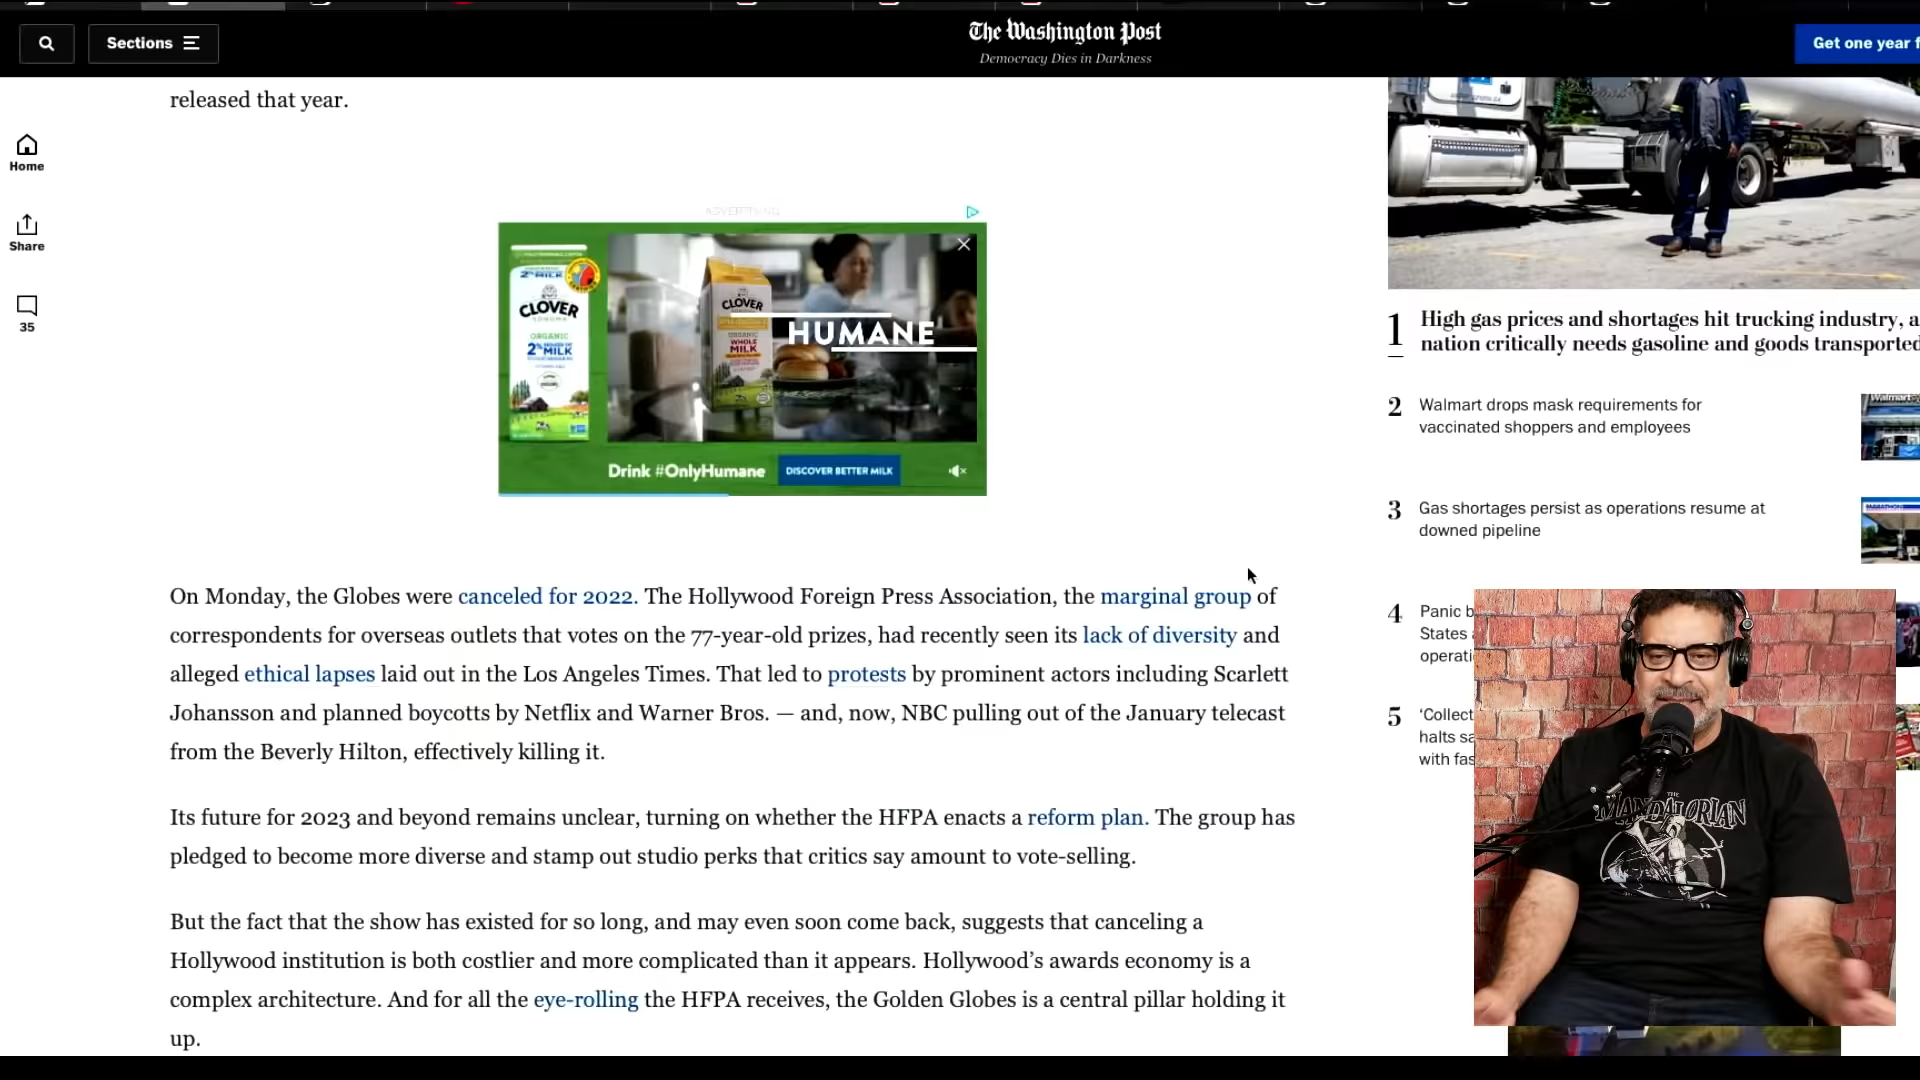 Sections
The Washington Post
Democracy Dies in Darkness
Get one year f
Home
Share
35
released that year.
ADVERTISING
2% MILK
CLOVER
SONOMA
ORGANIC
2%
MILK
CLOVER
ORGANIC
WHOLE
MILK
HUMANE
Drink #OnlyHumane
DISCOVER BETTER MILK
On Monday, the Globes were canceled for 2022. The Hollywood Foreign Press Association, the marginal group of
correspondents for overseas outlets that votes on the 77-year-old prizes, had recently seen its lack of diversity and
alleged ethical lapses laid out in the Los Angeles Times. That led to protests by prominent actors including Scarlett
Johansson and planned boycotts by Netflix and Warner Bros. — and, now, NBC pulling out of the January telecast
from the Beverly Hilton, effectively killing it.
Its future for 2023 and beyond remains unclear, turning on whether the HFPA enacts a reform plan. The group has
pledged to become more diverse and stamp out studio perks that critics say amount to vote-selling.
But the fact that the show has existed for so long, and may even soon come back, suggests that canceling a
Hollywood institution is both costlier and more complicated than it appears. Hollywood’s awards economy is a
complex architecture. And for all the eye-rolling the HFPA receives, the Golden Globes is a central pillar holding it
up.
1
High gas prices and shortages hit trucking industry, a
nation critically needs gasoline and goods transported
2
Walmart drops mask requirements for
vaccinated shoppers and employees
Walmart
3
Gas shortages persist as operations resume at
downed pipeline
MARATHON
4
Panic b
States
operati
5
‘Collect
halts sa
with fas
THE
MANDALORIAN